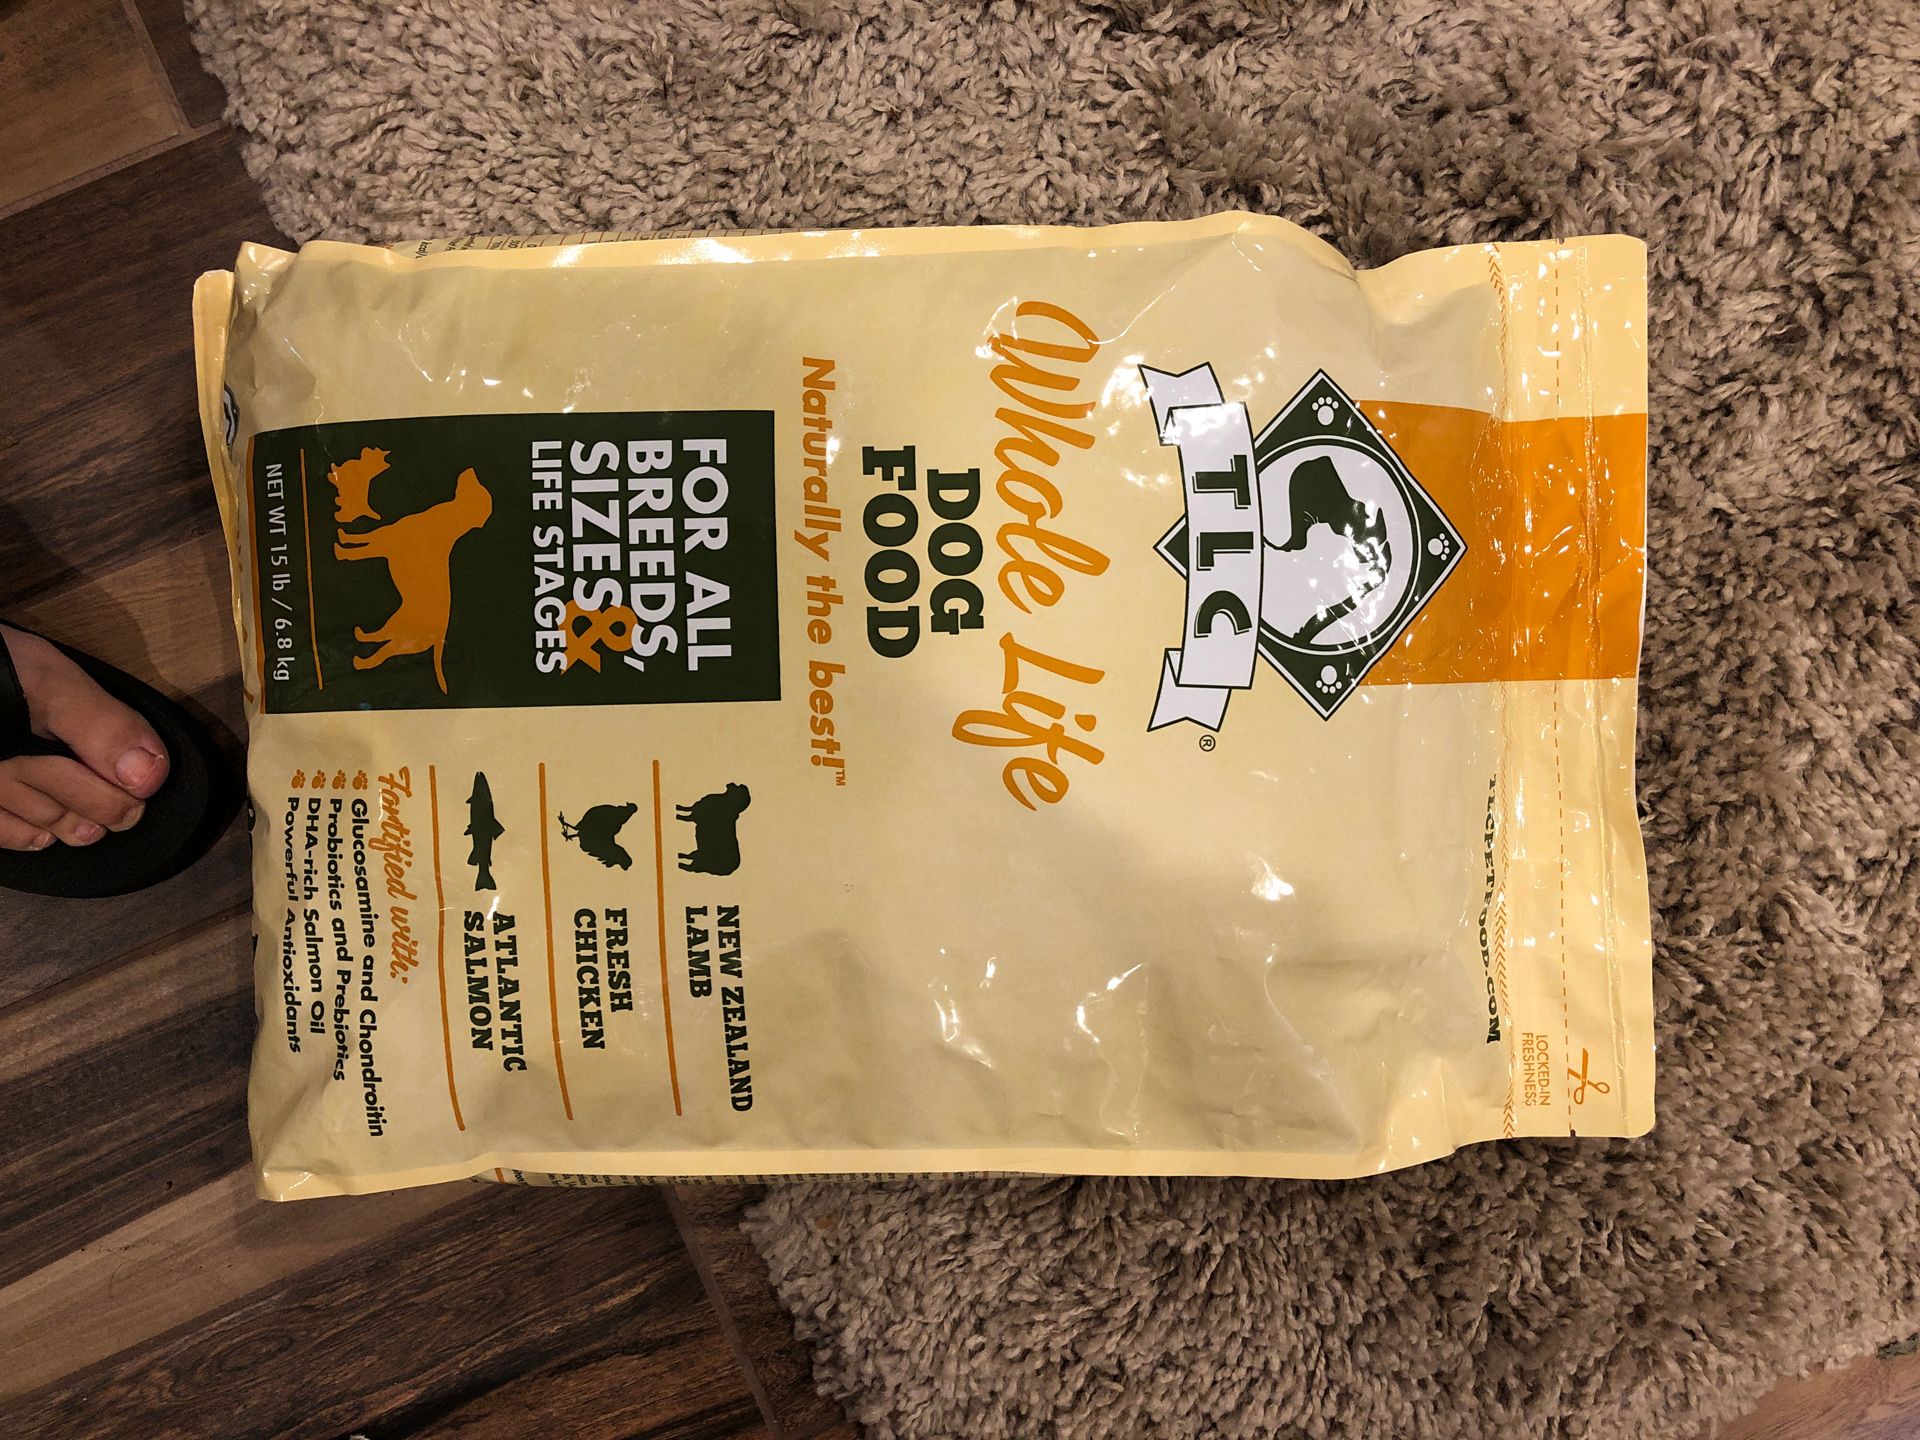 LOCKED-IN
FRESHNESS
TLCPETFOOD.COM
TLC
®
Whole Life
DOG
FOOD
Naturally the best!™
FOR ALL
BREEDS,
SIZES &
LIFE STAGES
NET WT 15 lb / 6.8 kg
NEW ZEALAND
LAMB
FRESH
CHICKEN
ATLANTIC
SALMON
Fortified with:
Glucosamine and Chondroitin
Probiotics and Prebiotics
DHA-rich Salmon Oil
Powerful Antioxidants